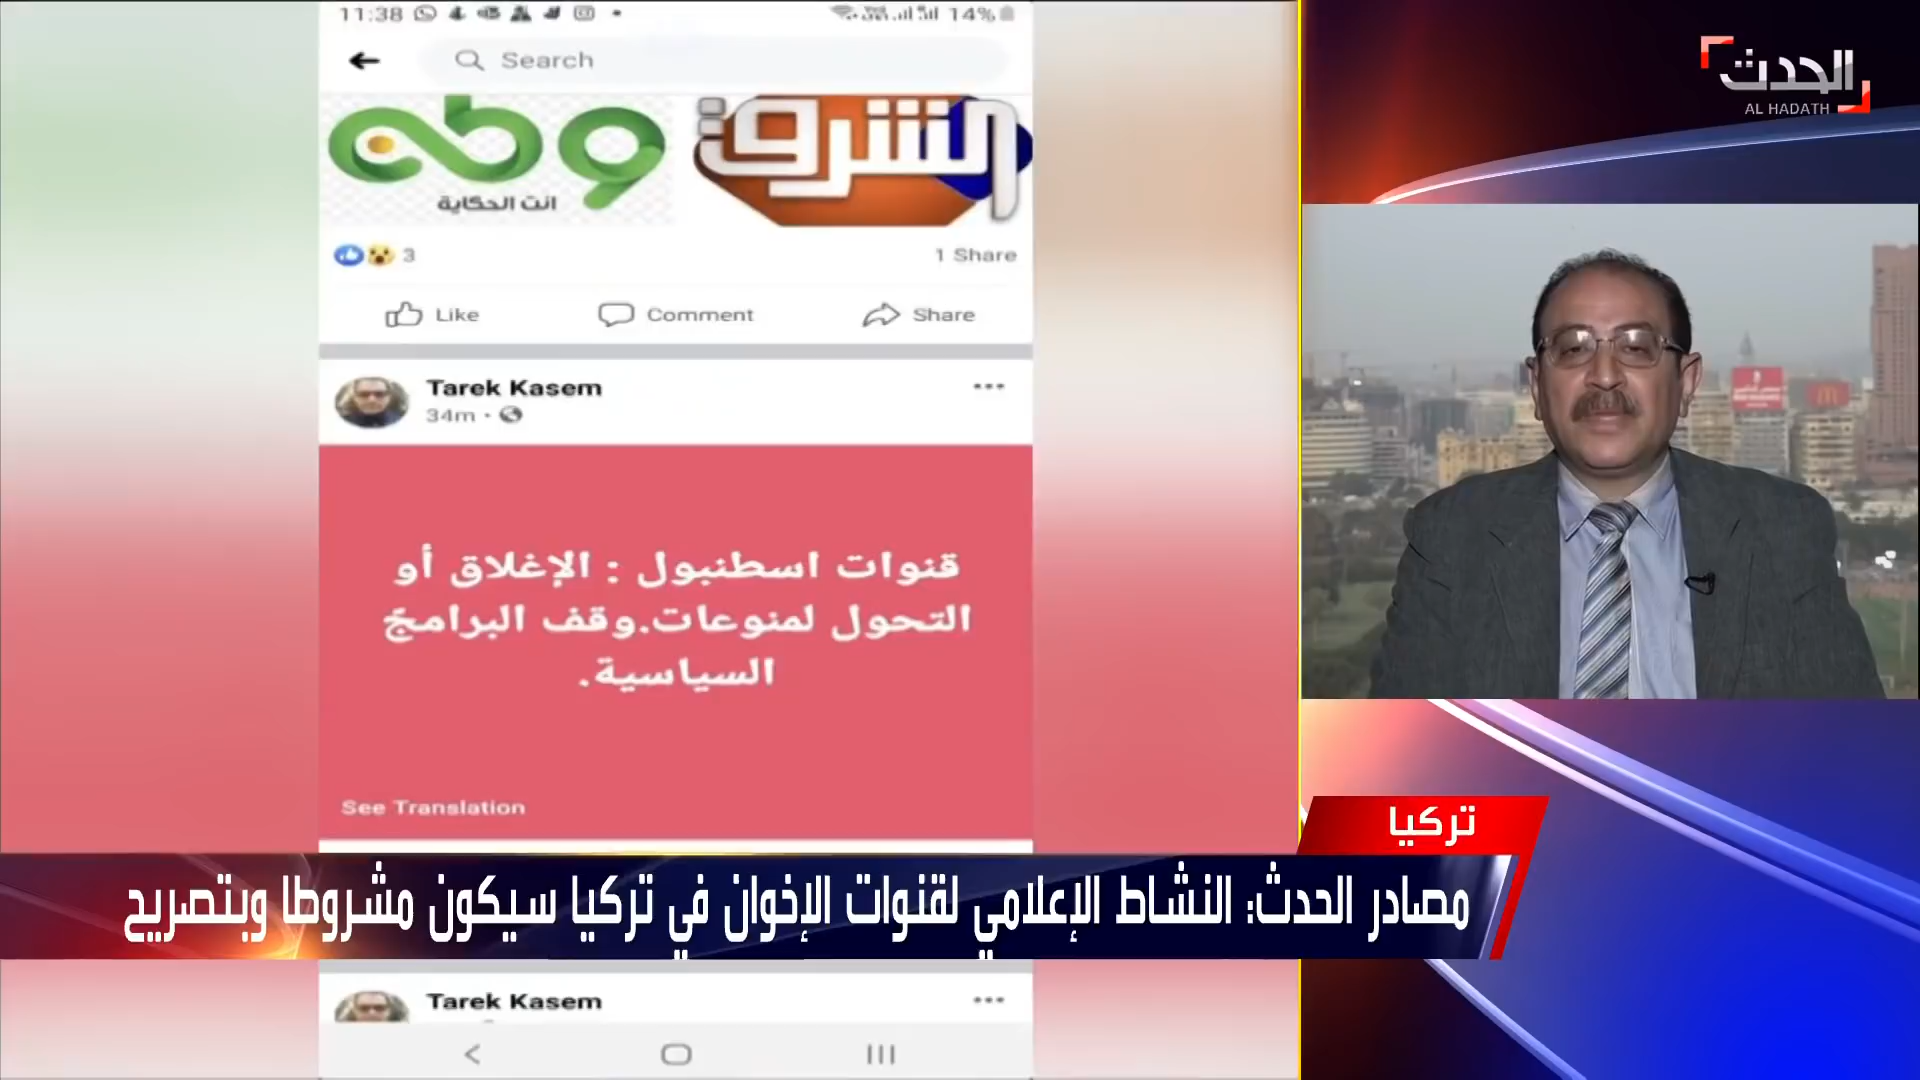 11:38
14%
Search
وطن
انت الحكاية
الشرق
3
1 Share
Like
Comment
Share
Tarek Kasem
34m
قنوات اسطنبول : الإغلاق أو
التحول لمنوعات.وقف البرامج
السياسية.
See Translation
الحدث
AL HADATH
تركيا
مصادر الحدث: النشاط الإعلامي لقنوات الإخوان في تركيا سيكون مشروطا وبتصريح
Tarek Kasem